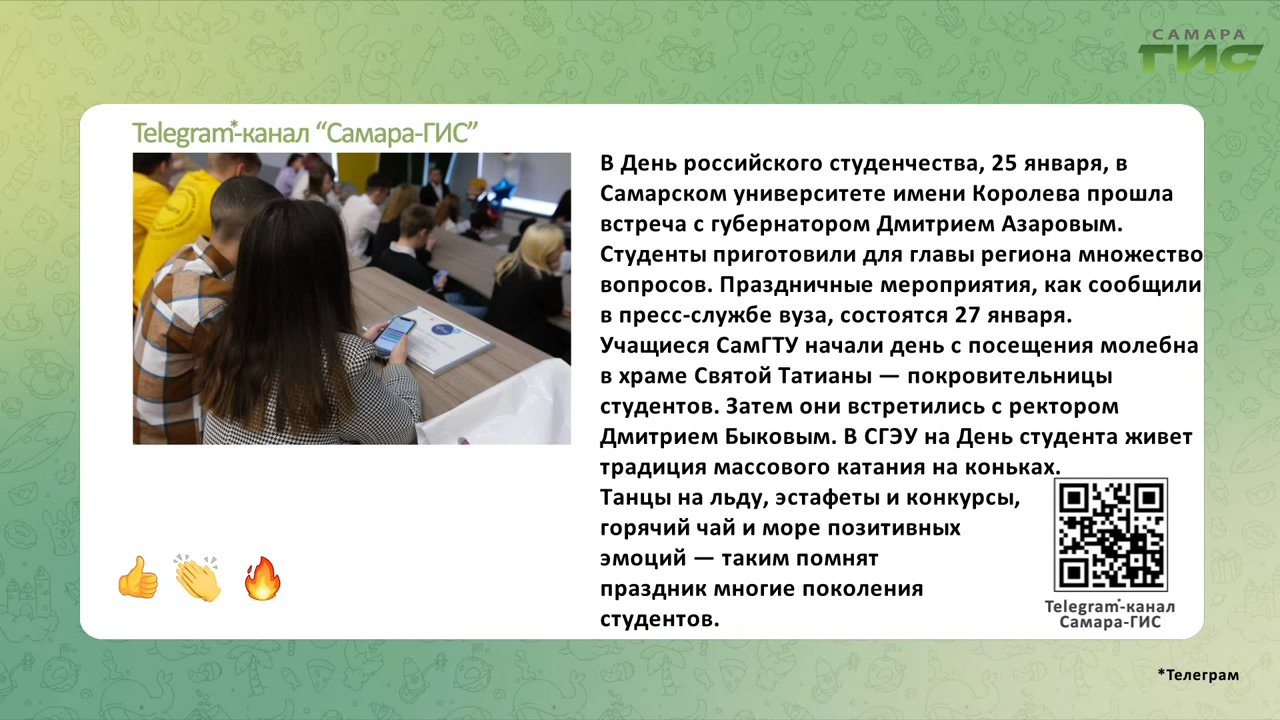 САМАРА
ГИС
Telegram*-канал “Самара-ГИС”
В День российского студенчества, 25 января, в
Самарском университете имени Королева прошла
встреча с губернатором Дмитрием Азаровым.
Студенты приготовили для главы региона множество
вопросов. Праздничные мероприятия, как сообщили
в пресс-службе вуза, состоятся 27 января.
Учащиеся СамГТУ начали день с посещения молебна
в храме Святой Татианы — покровительницы
студентов. Затем они встретились с ректором
Дмитрием Быковым. В СГЭУ на День студента живет
традиция массового катания на коньках.
Танцы на льду, эстафеты и конкурсы,
горячий чай и море позитивных
эмоций — таким помнят
праздник многие поколения
студентов.
Telegram*-канал
Самара-ГИС
*Телеграм